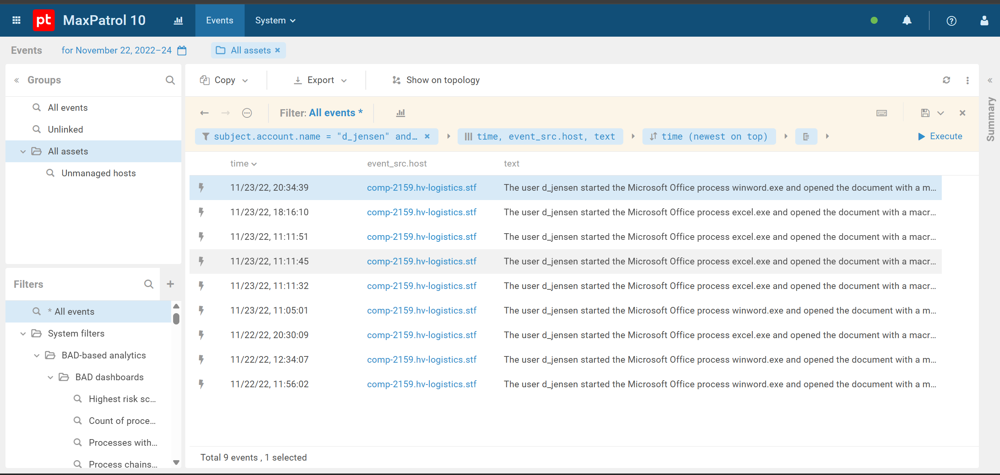 pt MaxPatrol 10 Events System
Events for November 22, 2022–24 All assets
Groups
All events
Unlinked
All assets
Unmanaged hosts
Filters
* All events
System filters
BAD-based analytics
BAD dashboards
Highest risk sc...
Count of proce...
Processes with...
Process chains...
Copy Export Show on topology
Filter: All events *
subject.account.name = "d_jensen" and… time, event_src.host, text time (newest on top) Execute
time event_src.host text
11/23/22, 20:34:39 comp-2159.hv-logistics.stf The user d_jensen started the Microsoft Office process winword.exe and opened the document with a m...
11/23/22, 18:16:10 comp-2159.hv-logistics.stf The user d_jensen started the Microsoft Office process excel.exe and opened the document with a macr...
11/23/22, 11:11:51 comp-2159.hv-logistics.stf The user d_jensen started the Microsoft Office process excel.exe and opened the document with a macr...
11/23/22, 11:11:45 comp-2159.hv-logistics.stf The user d_jensen started the Microsoft Office process excel.exe and opened the document with a macr...
11/23/22, 11:11:32 comp-2159.hv-logistics.stf The user d_jensen started the Microsoft Office process excel.exe and opened the document with a macr...
11/23/22, 11:05:01 comp-2159.hv-logistics.stf The user d_jensen started the Microsoft Office process winword.exe and opened the document with a m...
11/22/22, 20:30:09 comp-2159.hv-logistics.stf The user d_jensen started the Microsoft Office process excel.exe and opened the document with a macr...
11/22/22, 12:34:07 comp-2159.hv-logistics.stf The user d_jensen started the Microsoft Office process winword.exe and opened the document with a m...
11/22/22, 11:56:02 comp-2159.hv-logistics.stf The user d_jensen started the Microsoft Office process winword.exe and opened the document with a m...
Total 9 events , 1 selected
Summary